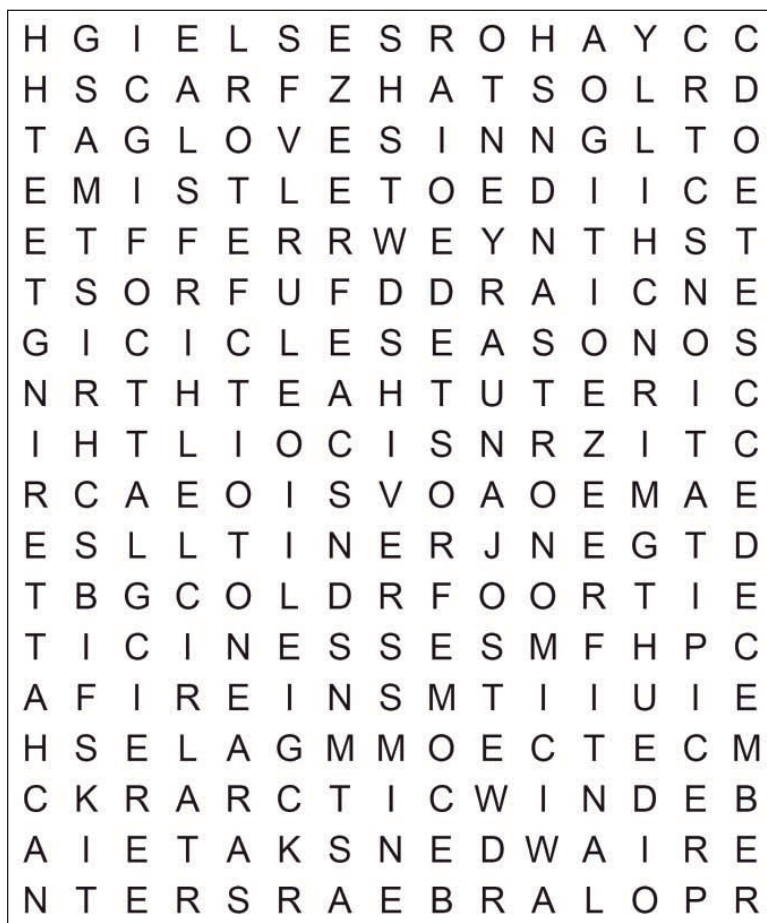 H G I E L S E S R O H A Y C C
H S C A R F Z H A T S O L R D
T A G L O V E S I N N G L T O
E M I S T L E T O E D I I C E
E T F F E R R W E Y N T H S T
T S O R F U F D D R A I C N E
G I C I C L E S E A S O N O S
N R T H T E A H T U T E R I C
I H T L I O C I S N R Z I T C
R C A E O I S V O A O E M A E
E S L L T I N E R J N E G T D
T B G C O L D R F O O R T I E
T I C I N E S S E S M F H P C
A F I R E I N S M T I I U I E
H S E L A G M M O E C T E C M
C K R A R C T I C W I N D E B
A I E T A K S N E D W A I R E
N T E R S R A E B R A L O P R